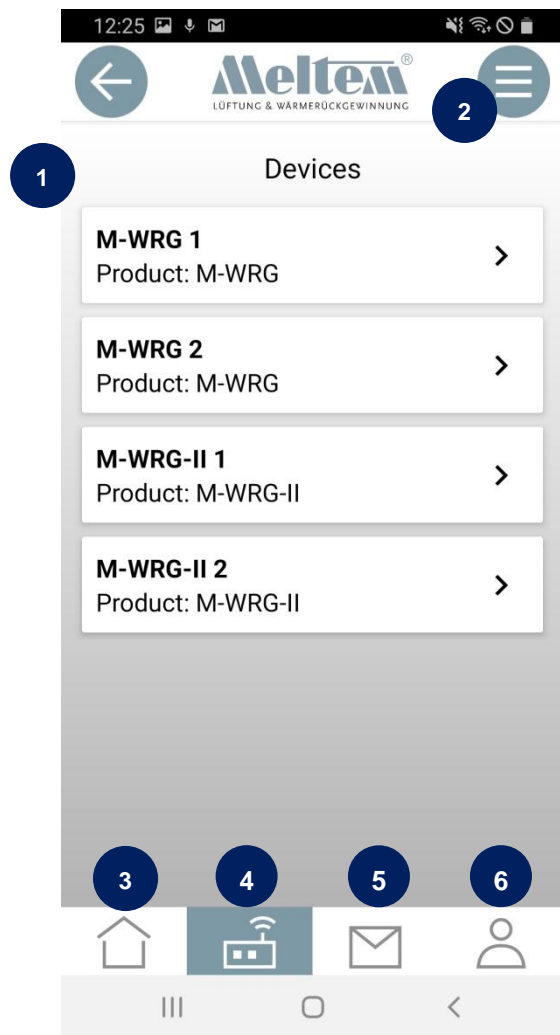 12:25
Meltem®
LÜFTUNG & WÄRMERÜCKGEWINNUNG
2
1
Devices
M-WRG 1
Product: M-WRG
M-WRG 2
Product: M-WRG
M-WRG-II 1
Product: M-WRG-II
M-WRG-II 2
Product: M-WRG-II
3 4 5 6